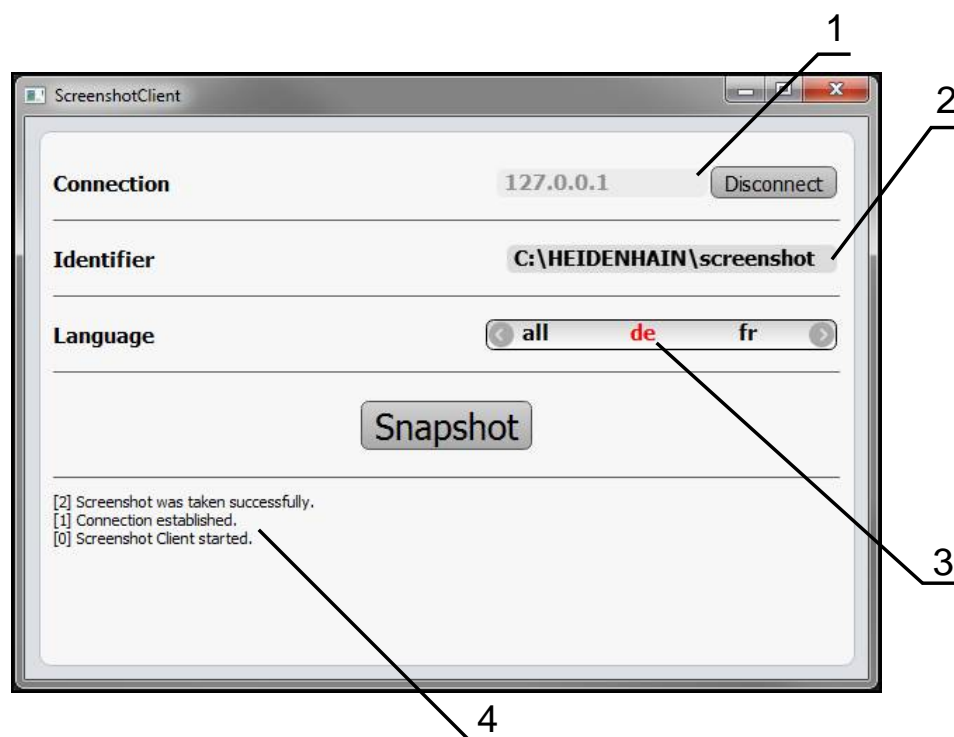 1
ScreenshotClient
2
Connection 127.0.0.1 Disconnect
Identifier C:\HEIDENHAIN\screenshot
Language all de fr
Snapshot
[2] Screenshot was taken successfully.
[1] Connection established.
[0] Screenshot Client started.
3
4